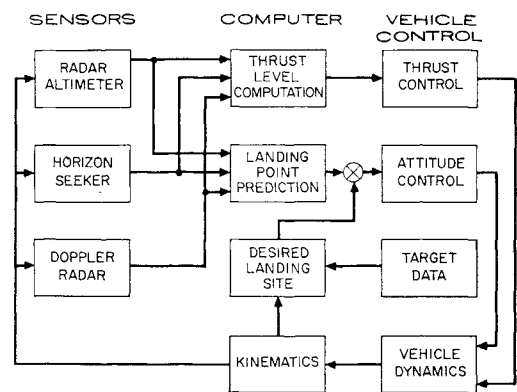 SENSORS
COMPUTER
VEHICLE
CONTROL
RADAR
ALTIMETER
THRUST
LEVEL
COMPUTATION
THRUST
CONTROL
HORIZON
SEEKER
LANDING
POINT
PREDICTION
ATTITUDE
CONTROL
DOPPLER
RADAR
DESIRED
LANDING
SITE
TARGET
DATA
KINEMATICS
VEHICLE
DYNAMICS